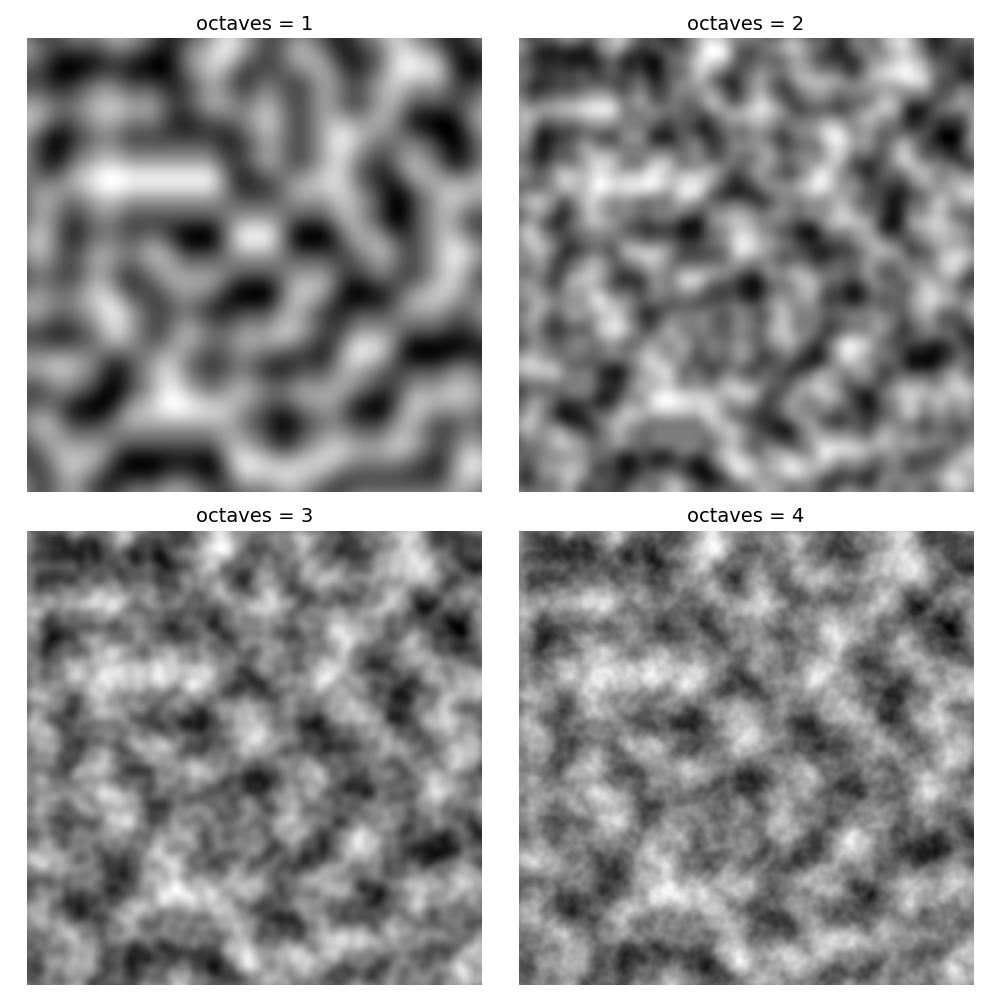 octaves = 1
octaves = 2
octaves = 3
octaves = 4